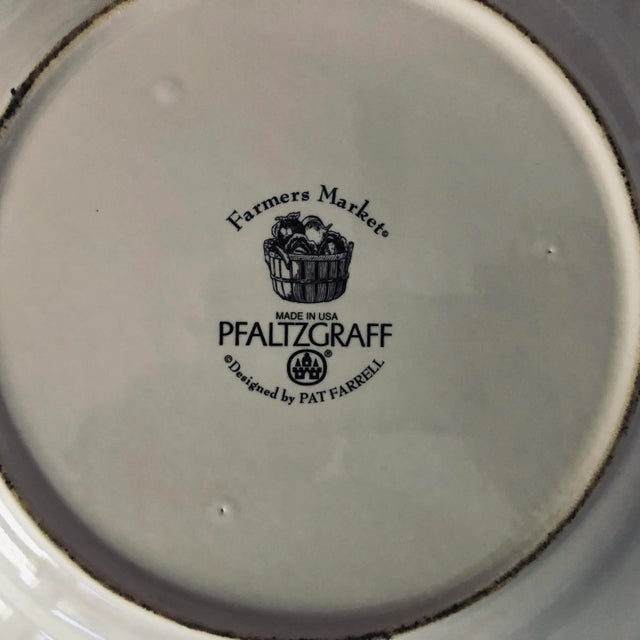 Farmers Market®
MADE IN USA
PFALTZGRAFF
®
©Designed by PAT FARRELL